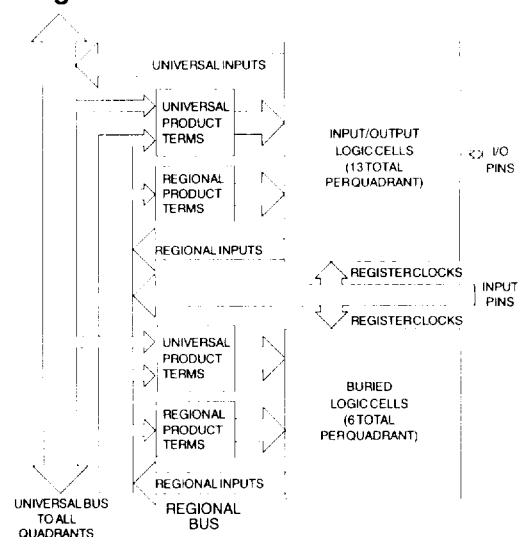 UNIVERSAL INPUTS
UNIVERSAL
PRODUCT
TERMS
INPUT/OUTPUT
LOGIC CELLS
(13 TOTAL
PER QUADRANT)
I/O
PINS
REGIONAL
PRODUCT
TERMS
REGIONAL INPUTS
REGISTER CLOCKS
INPUT
PINS
REGISTER CLOCKS
UNIVERSAL
PRODUCT
TERMS
BURIED
LOGIC CELLS
(6 TOTAL
PER QUADRANT)
REGIONAL
PRODUCT
TERMS
REGIONAL INPUTS
REGIONAL
BUS
UNIVERSAL BUS
TO ALL
QUADRANTS